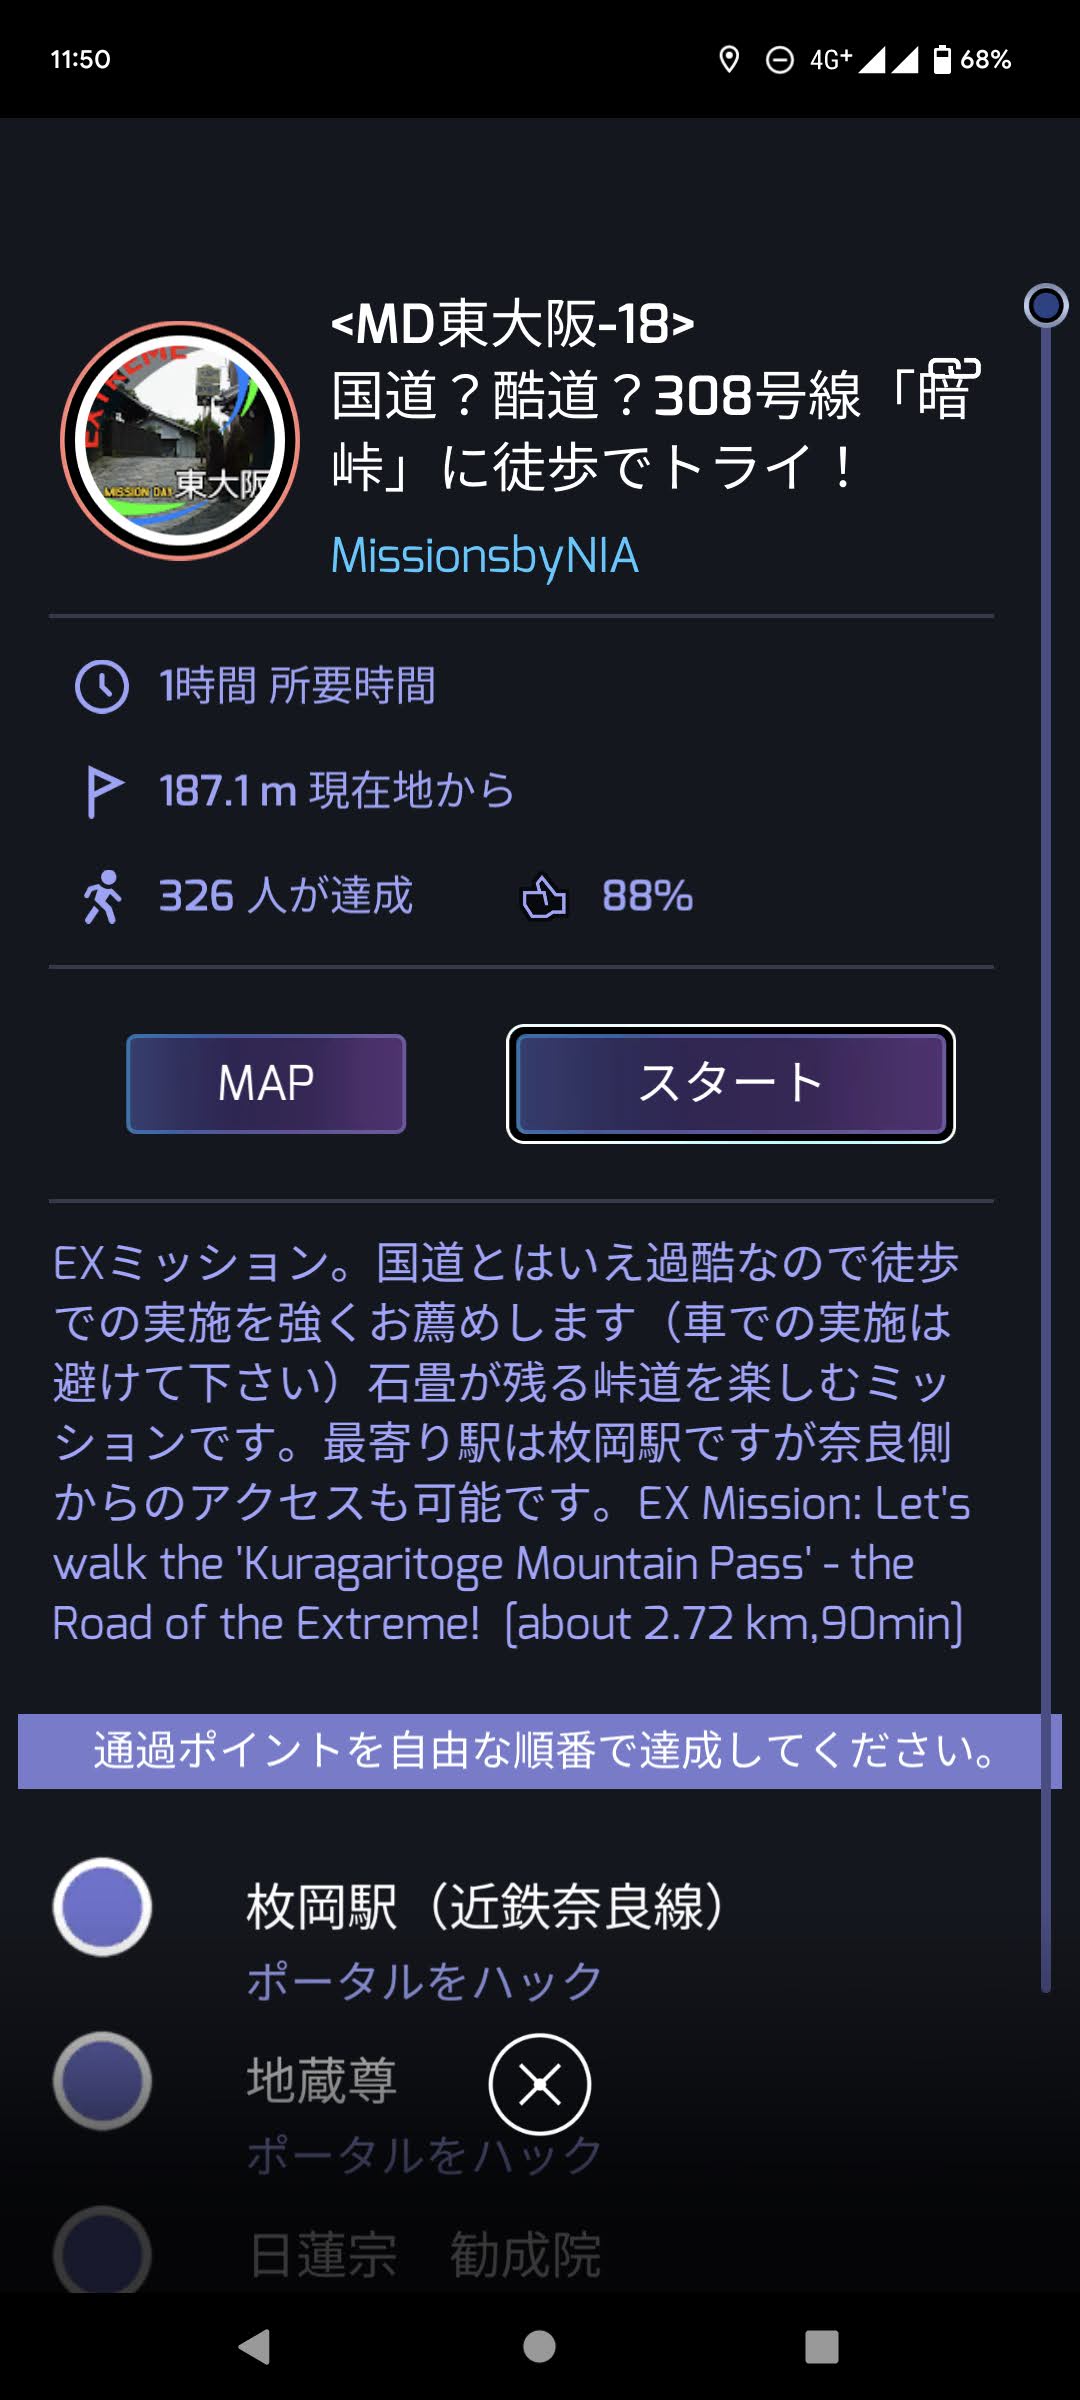 11:50
4G+
68%
<MD東大阪-18>
国道？酷道？308号線「暗
峠」に徒歩でトライ！
EXTREME
MISSION DAY 東大阪
MissionsbyNIA
1時間 所要時間
187.1 m 現在地から
326 人が達成 88%
MAP スタート
EXミッション。国道とはいえ過酷なので徒歩
での実施を強くお薦めします（車での実施は
避けて下さい）石畳が残る峠道を楽しむミッ
ションです。最寄り駅は枚岡駅ですが奈良側
からのアクセスも可能です。EX Mission: Let's
walk the 'Kuragaritoge Mountain Pass' - the
Road of the Extreme! [about 2.72 km,90min]
通過ポイントを自由な順番で達成してください。
枚岡駅（近鉄奈良線）
ポータルをハック
地蔵尊
ポータルをハック
日蓮宗　勧成院